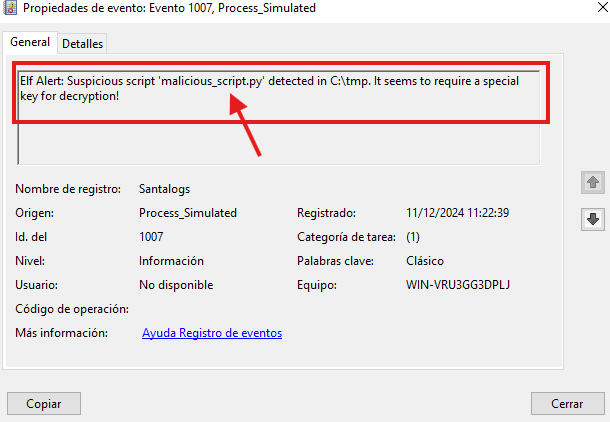 Propiedades de evento: Evento 1007, Process_Simulated
General Detalles
Elf Alert: Suspicious script 'malicious_script.py' detected in C:\tmp. It seems to require a special
key for decryption!
Nombre de registro: Santalogs
Origen: Process_Simulated Registrado: 11/12/2024 11:22:39
Id. del 1007 Categoría de tarea: (1)
Nivel: Información Palabras clave: Clásico
Usuario: No disponible Equipo: WIN-VRU3GG3DPLJ
Código de operación:
Más información: Ayuda Registro de eventos
Copiar Cerrar